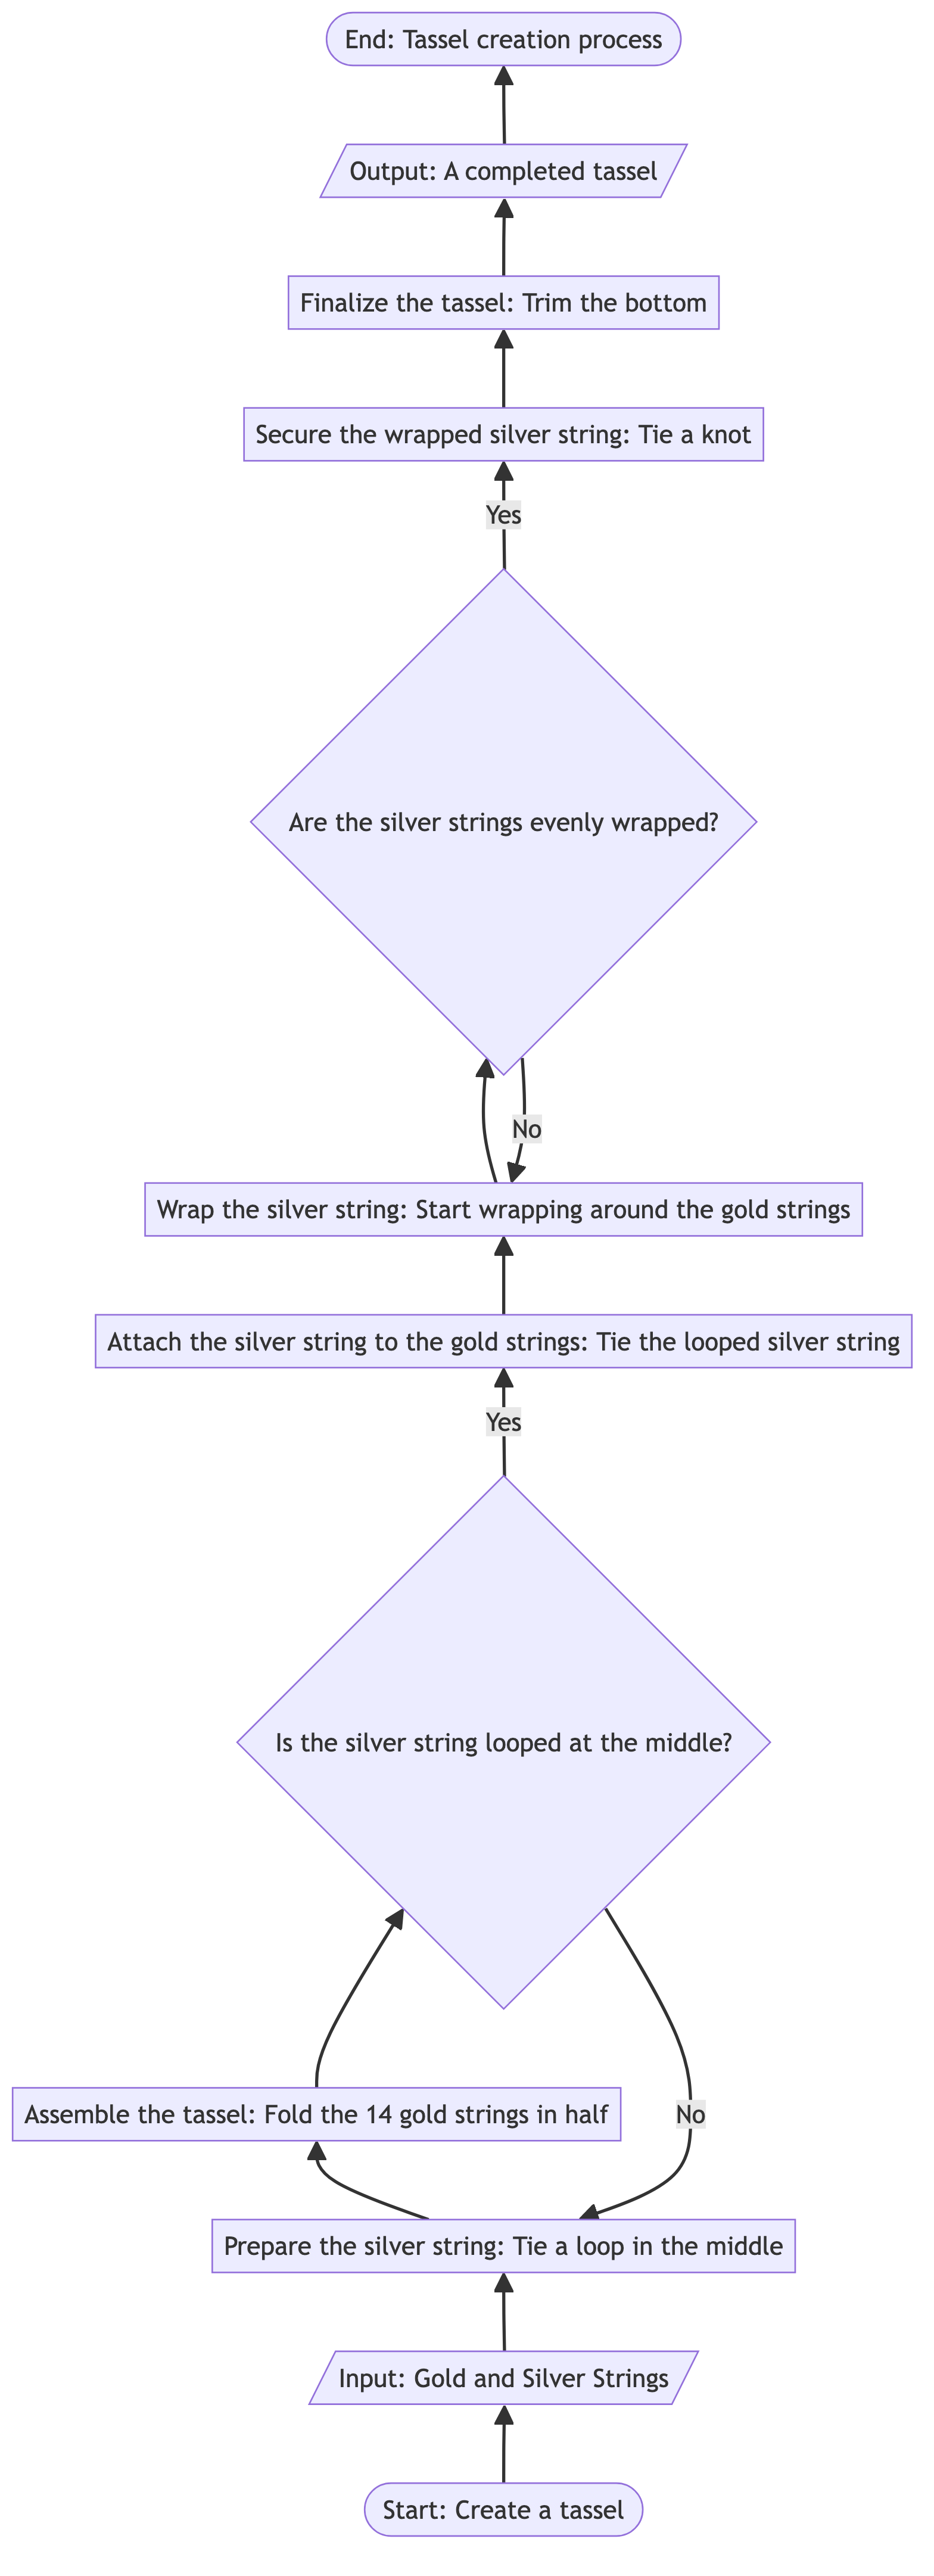 End: Tassel creation process
Output: A completed tassel
Finalize the tassel: Trim the bottom
Secure the wrapped silver string: Tie a knot
Yes
Are the silver strings evenly wrapped?
No
Wrap the silver string: Start wrapping around the gold strings
Attach the silver string to the gold strings: Tie the looped silver string
Yes
Is the silver string looped at the middle?
Assemble the tassel: Fold the 14 gold strings in half
No
Prepare the silver string: Tie a loop in the middle
Input: Gold and Silver Strings
Start: Create a tassel